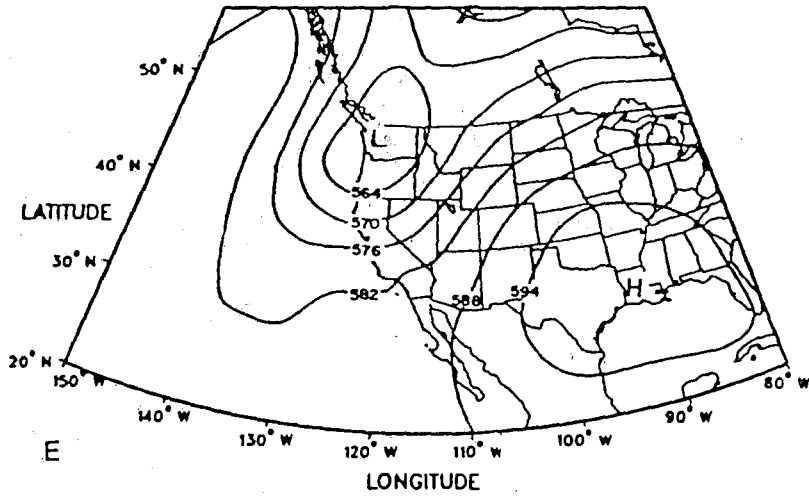 50° N
40° N
LATITUDE
30° N
20° N
150° W
140° W
130° W
120° W
110° W
100° W
90° W
80° W
L
564
570
576
582
588
594
H
E
LONGITUDE